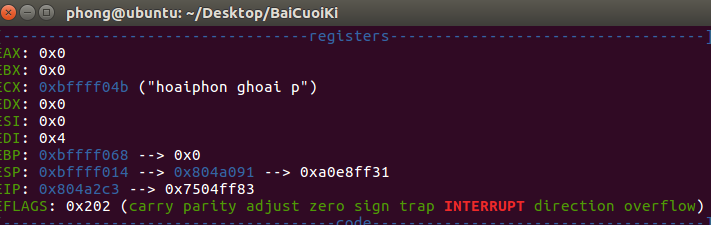 phong@ubuntu: ~/Desktop/BaiCuoiKi
[----------------------------------registers-----------------------------------]
EAX: 0x0
EBX: 0x0
ECX: 0xbffff04b ("hoaiphon ghoai p")
EDX: 0x0
ESI: 0x0
EDI: 0x4
EBP: 0xbffff068 --> 0x0
ESP: 0xbffff014 --> 0x804a091 --> 0xa0e8ff31
EIP: 0x804a2c3 --> 0x7504ff83
EFLAGS: 0x202 (carry parity adjust zero sign trap INTERRUPT direction overflow)
[-------------------------------------code-------------------------------------]